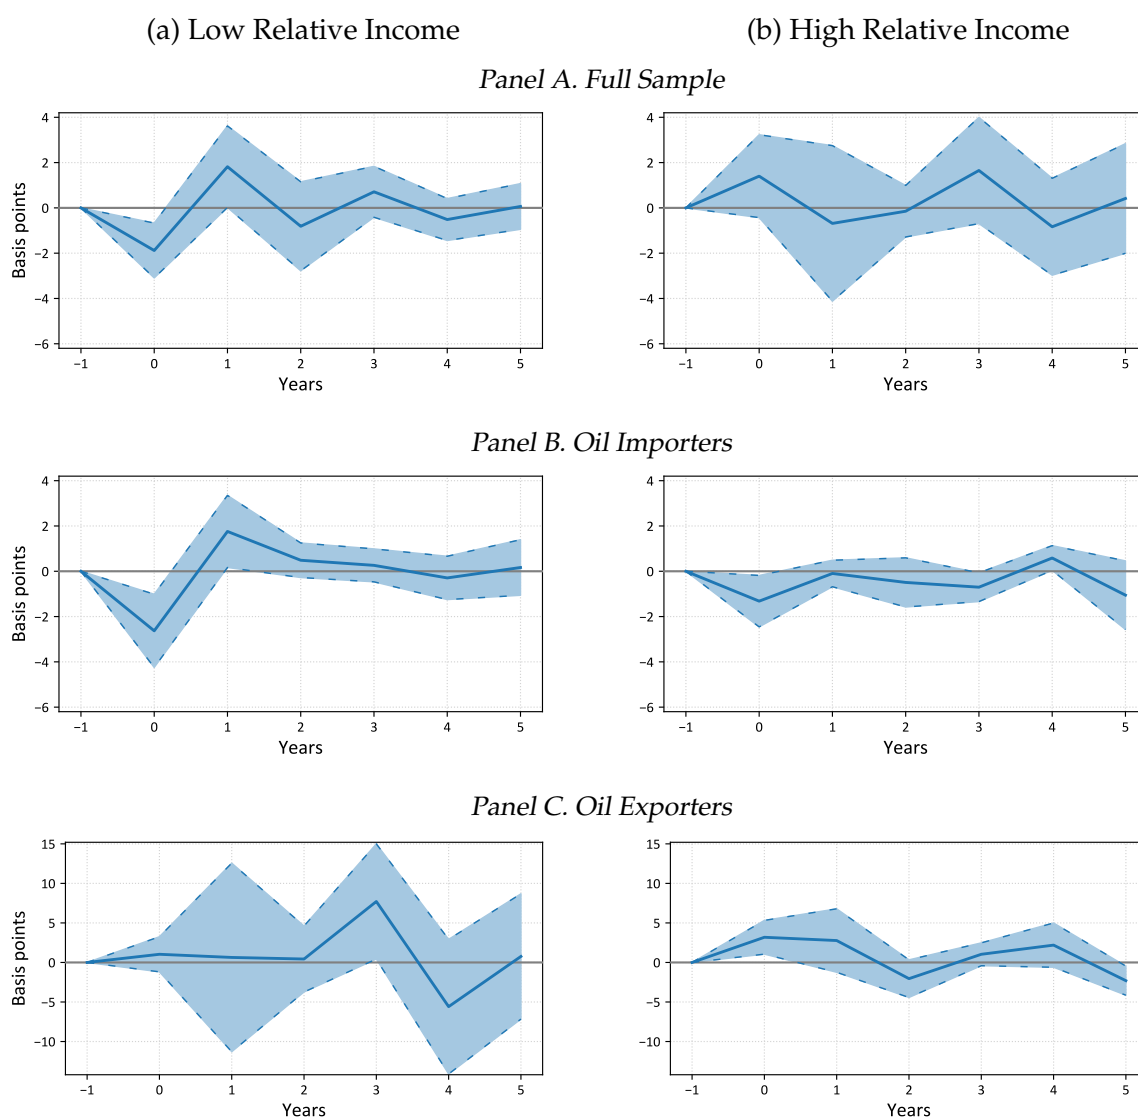 (a) Low Relative Income
(b) High Relative Income
Panel A. Full Sample
4
2
0
−2
−4
−6
Basis points
−1 0 1 2 3 4 5
Years
4
2
0
−2
−4
−6
−1 0 1 2 3 4 5
Years
Panel B. Oil Importers
4
2
0
−2
−4
−6
Basis points
−1 0 1 2 3 4 5
Years
4
2
0
−2
−4
−6
−1 0 1 2 3 4 5
Years
Panel C. Oil Exporters
15
10
5
0
−5
−10
Basis points
−1 0 1 2 3 4 5
Years
15
10
5
0
−5
−10
−1 0 1 2 3 4 5
Years